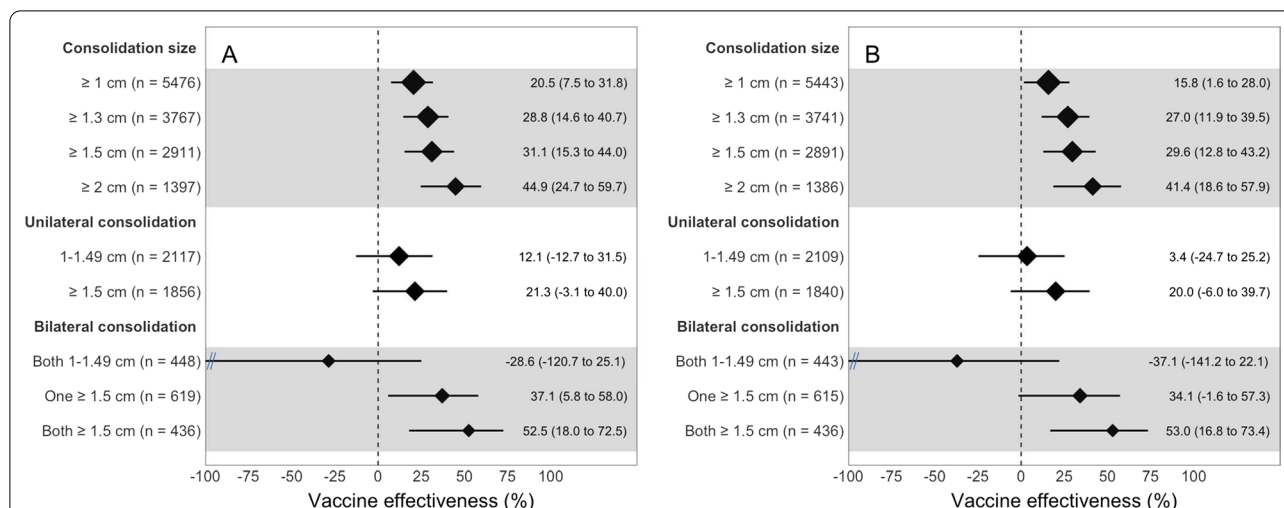 A
Consolidation size
≥ 1 cm (n = 5476) 20.5 (7.5 to 31.8)
≥ 1.3 cm (n = 3767) 28.8 (14.6 to 40.7)
≥ 1.5 cm (n = 2911) 31.1 (15.3 to 44.0)
≥ 2 cm (n = 1397) 44.9 (24.7 to 59.7)
Unilateral consolidation
1-1.49 cm (n = 2117) 12.1 (-12.7 to 31.5)
≥ 1.5 cm (n = 1856) 21.3 (-3.1 to 40.0)
Bilateral consolidation
Both 1-1.49 cm (n = 448) -28.6 (-120.7 to 25.1)
One ≥ 1.5 cm (n = 619) 37.1 (5.8 to 58.0)
Both ≥ 1.5 cm (n = 436) 52.5 (18.0 to 72.5)
-100 -75 -50 -25 0 25 50 75 100
Vaccine effectiveness (%)
B
Consolidation size
≥ 1 cm (n = 5443) 15.8 (1.6 to 28.0)
≥ 1.3 cm (n = 3741) 27.0 (11.9 to 39.5)
≥ 1.5 cm (n = 2891) 29.6 (12.8 to 43.2)
≥ 2 cm (n = 1386) 41.4 (18.6 to 57.9)
Unilateral consolidation
1-1.49 cm (n = 2109) 3.4 (-24.7 to 25.2)
≥ 1.5 cm (n = 1840) 20.0 (-6.0 to 39.7)
Bilateral consolidation
Both 1-1.49 cm (n = 443) -37.1 (-141.2 to 22.1)
One ≥ 1.5 cm (n = 615) 34.1 (-1.6 to 57.3)
Both ≥ 1.5 cm (n = 436) 53.0 (16.8 to 73.4)
-100 -75 -50 -25 0 25 50 75 100
Vaccine effectiveness (%)